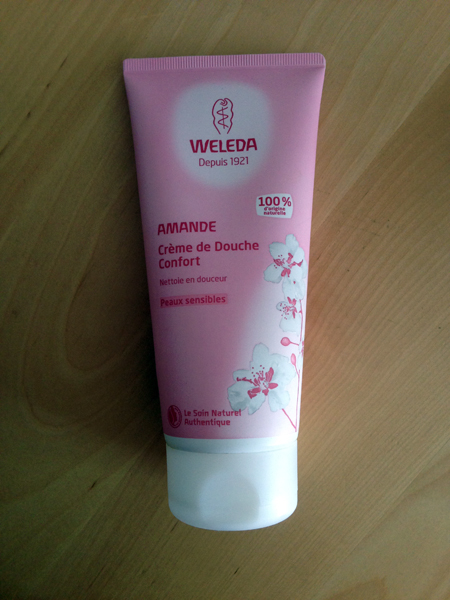 WELEDA
Depuis 1921
100%
d'origine
naturelle
AMANDE
Crème de Douche
Confort
Nettoie en douceur
Peaux sensibles
Le Soin Naturel
Authentique